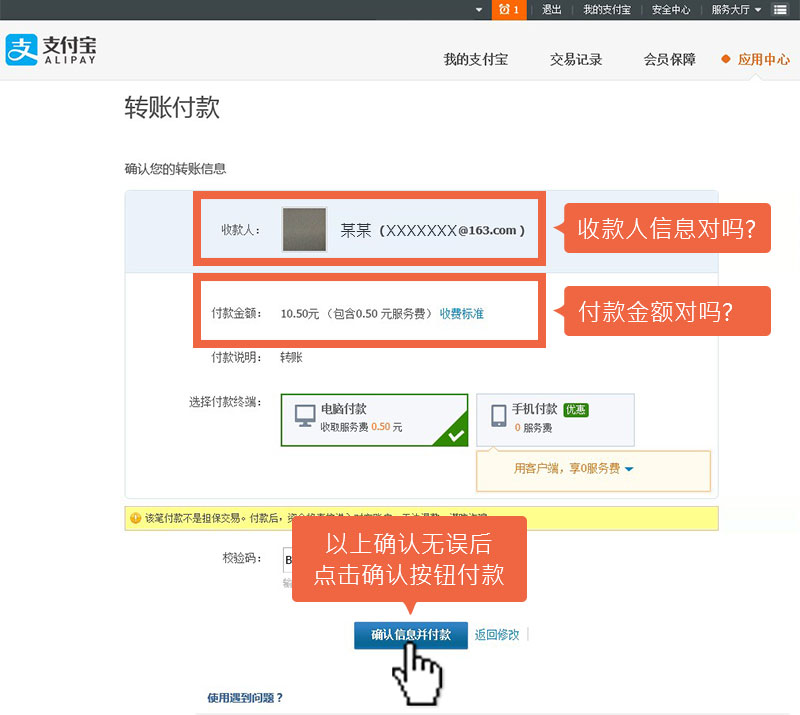 1 退出 我的支付宝 安全中心 服务大厅
支付宝
ALIPAY
我的支付宝 交易记录 会员保障 应用中心
转账付款
确认您的转账信息
收款人: 某某 (XXXXXXX@163.com)
收款人信息对吗?
付款金额: 10.50元 (包含0.50 元服务费) 收费标准
付款金额对吗?
付款说明: 转账
选择付款终端:
电脑付款
收取服务费 0.50 元
手机付款 优惠
0 服务费
用客户端,享0服务费
该笔付款不是担保交易。付款后,
以上确认无误后
点击确认按钮付款
校验码: B
输
确认信息并付款 返回修改
使用遇到问题?